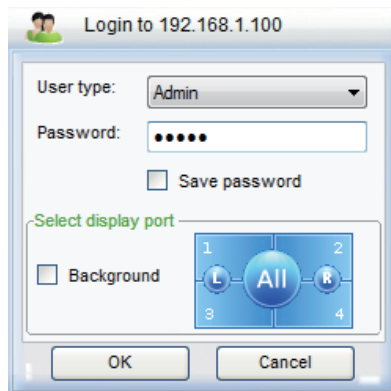 Login to 192.168.1.100
User type: Admin
Password: •••••
Save password
Select display port
1 2
Background L All R
3 4
OK Cancel